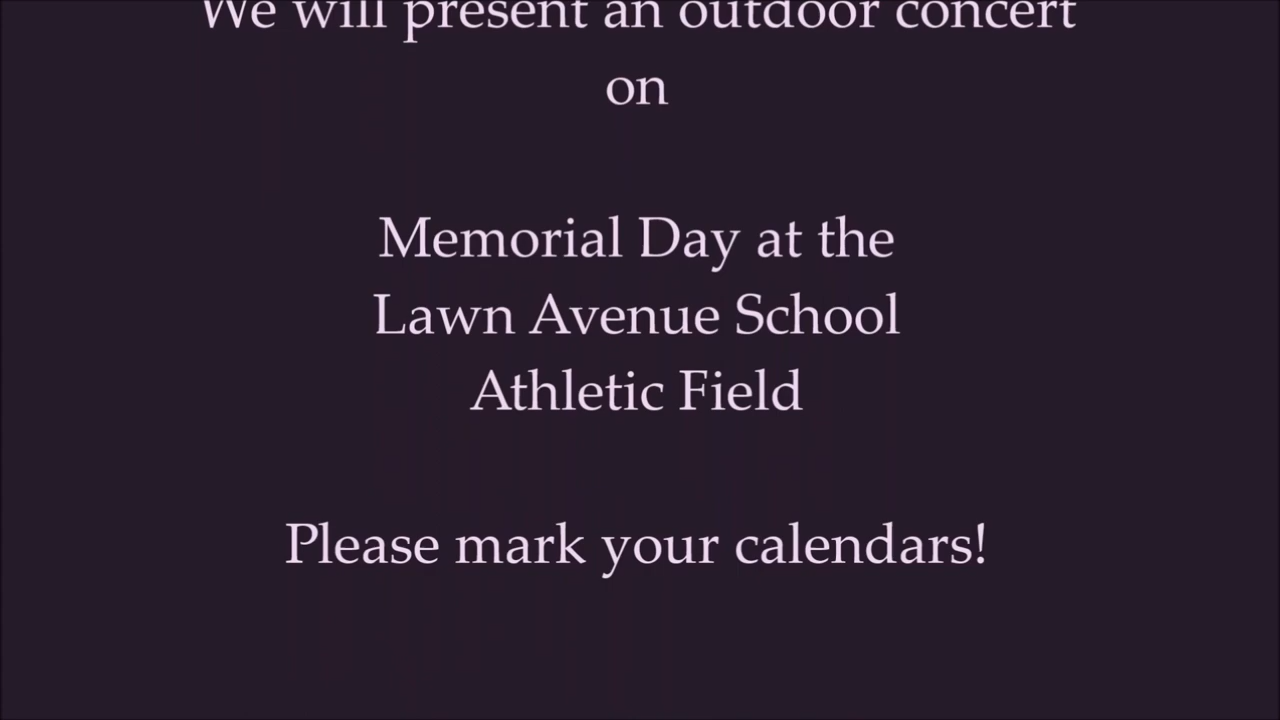 We will present an outdoor concert
on
Memorial Day at the
Lawn Avenue School
Athletic Field
Please mark your calendars!